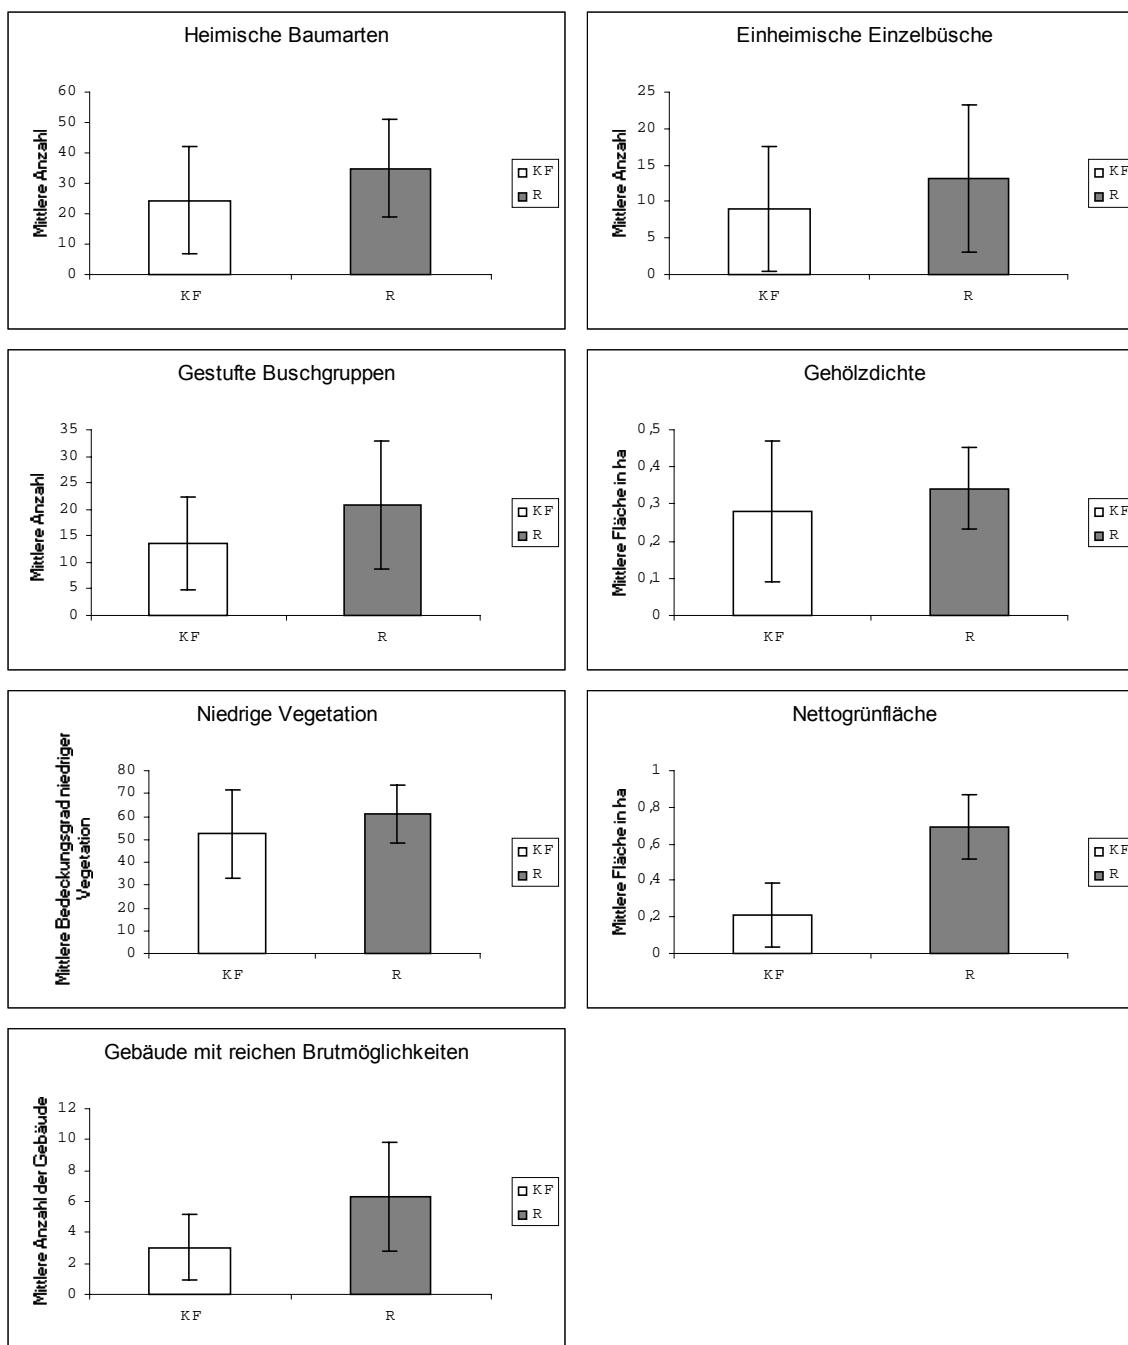 Heimische Baumarten
Mittlere Anzahl
60
50
40
30
20
10
0
KF
R
KF
R
Einheimische Einzelbüsche
Mittlere Anzahl
25
20
15
10
5
0
KF
R
KF
R
Gestufte Buschgruppen
Mittlere Anzahl
35
30
25
20
15
10
5
0
KF
R
KF
R
Gehölzdichte
Mittlere Fläche in ha
0,5
0,4
0,3
0,2
0,1
0
KF
R
KF
R
Niedrige Vegetation
Mittlere Bedeckungsgrad niedriger
Vegetation
80
70
60
50
40
30
20
10
0
KF
R
KF
R
Nettogrünfläche
Mittlere Fläche in ha
1
0,8
0,6
0,4
0,2
0
KF
R
KF
R
Gebäude mit reichen Brutmöglichkeiten
Mittlere Anzahl der Gebäude
12
10
8
6
4
2
0
KF
R
KF
R